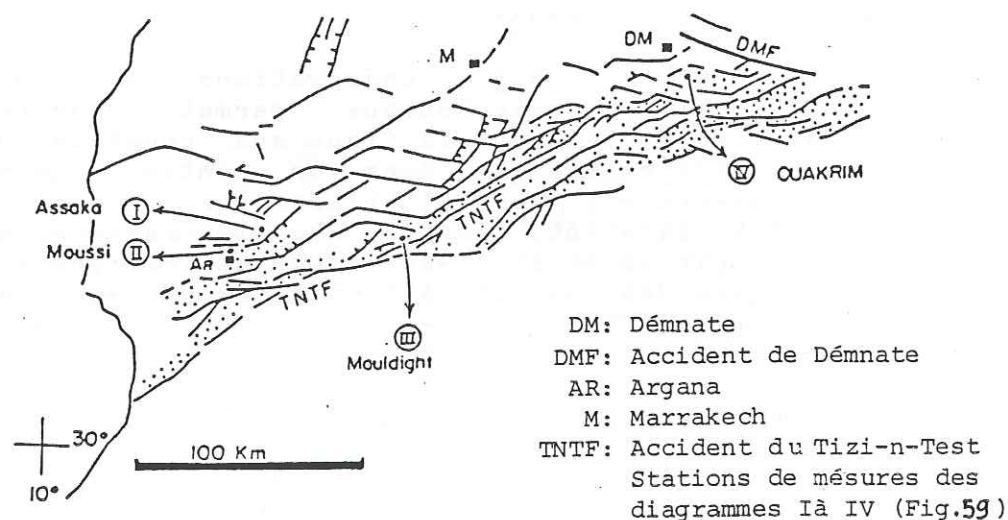 M
DM
DMF
Assaka I
Moussi II
AR
TNTF
TNTF
IV OUAKRIM
III
Mouldight
30°
10°
100 Km
DM: Démnate
DMF: Accident de Démnate
AR: Argana
M: Marrakech
TNTF: Accident du Tizi-n-Test
Stations de mésures des
diagrammes Ià IV (Fig.59)